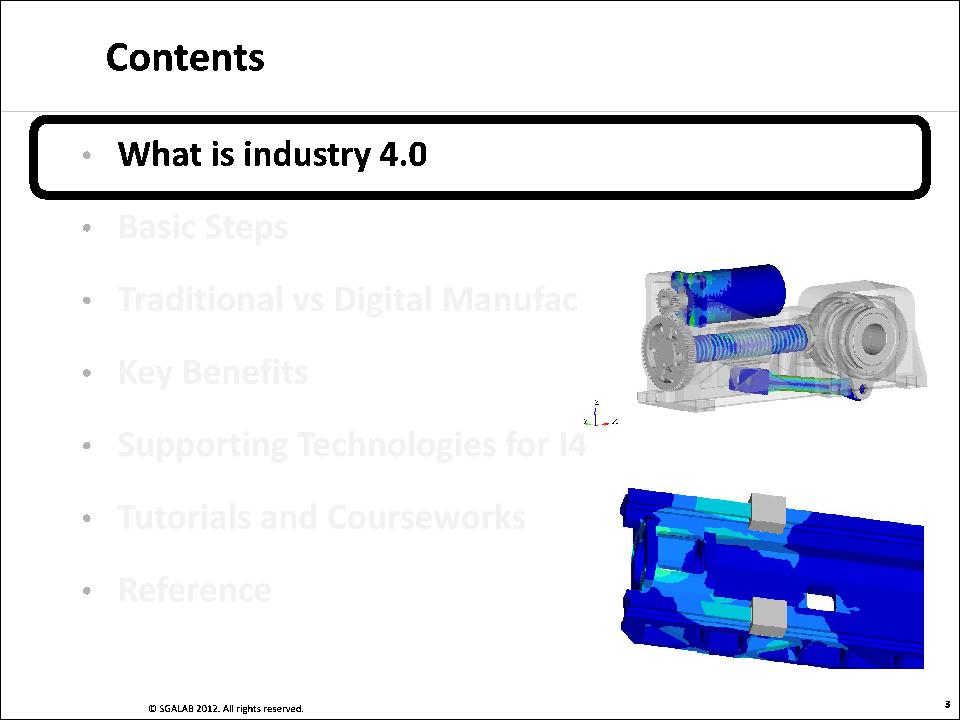 Contents
• What is industry 4.0
• Basic Steps
• Traditional vs Digital Manufac
• Key Benefits
• Supporting Technologies for I4
• Tutorials and Courseworks
• Reference
© SGALAB 2012. All rights reserved.
3